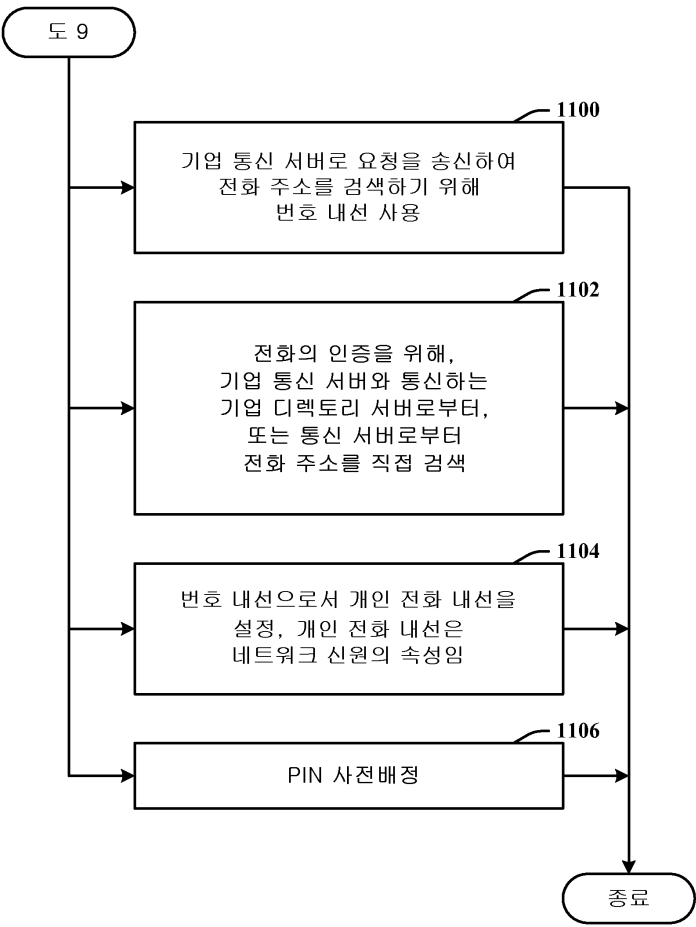 도 9
1100
기업 통신 서버로 요청을 송신하여
전화 주소를 검색하기 위해
번호 내선 사용
1102
전화의 인증을 위해,
기업 통신 서버와 통신하는
기업 디렉토리 서버로부터,
또는 통신 서버로부터
전화 주소를 직접 검색
1104
번호 내선으로서 개인 전화 내선을
설정, 개인 전화 내선은
네트워크 신원의 속성임
1106
PIN 사전배정
종료